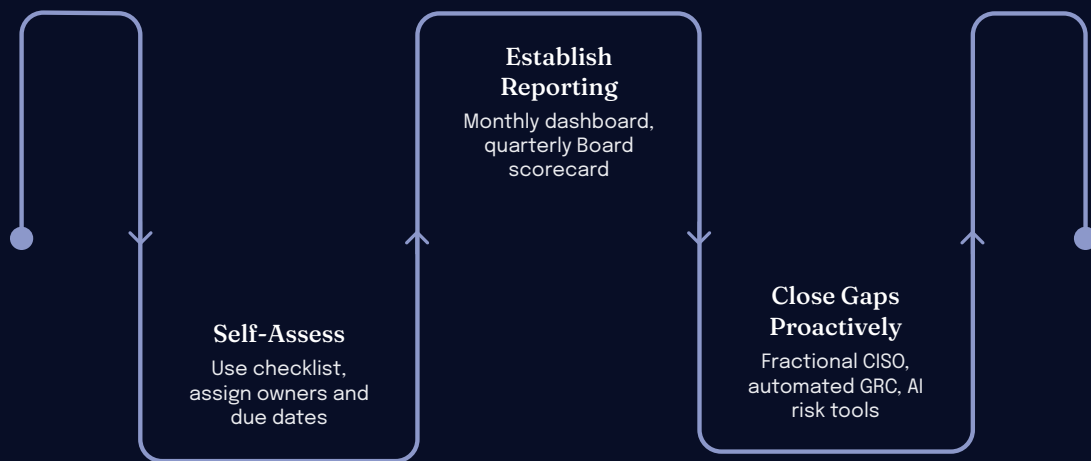 Self-Assess
Use checklist,
assign owners and
due dates
Establish
Reporting
Monthly dashboard,
quarterly Board
scorecard
Close Gaps
Proactively
Fractional CISO,
automated GRC, AI
risk tools